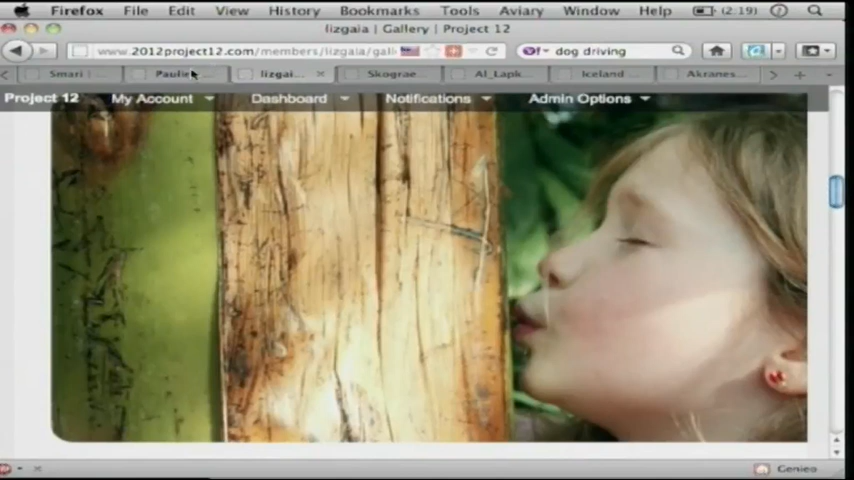 Firefox File Edit View History Bookmarks Tools Aviary Window Help (2:19)
lizgaia | Gallery | Project 12
www.2012project12.com/members/lizgaia/gall dog driving
Smari Paulie lizgai... Skograe Al_Lapk... Iceland Akranes...
Project 12 My Account Dashboard Notifications Admin Options
Genieo